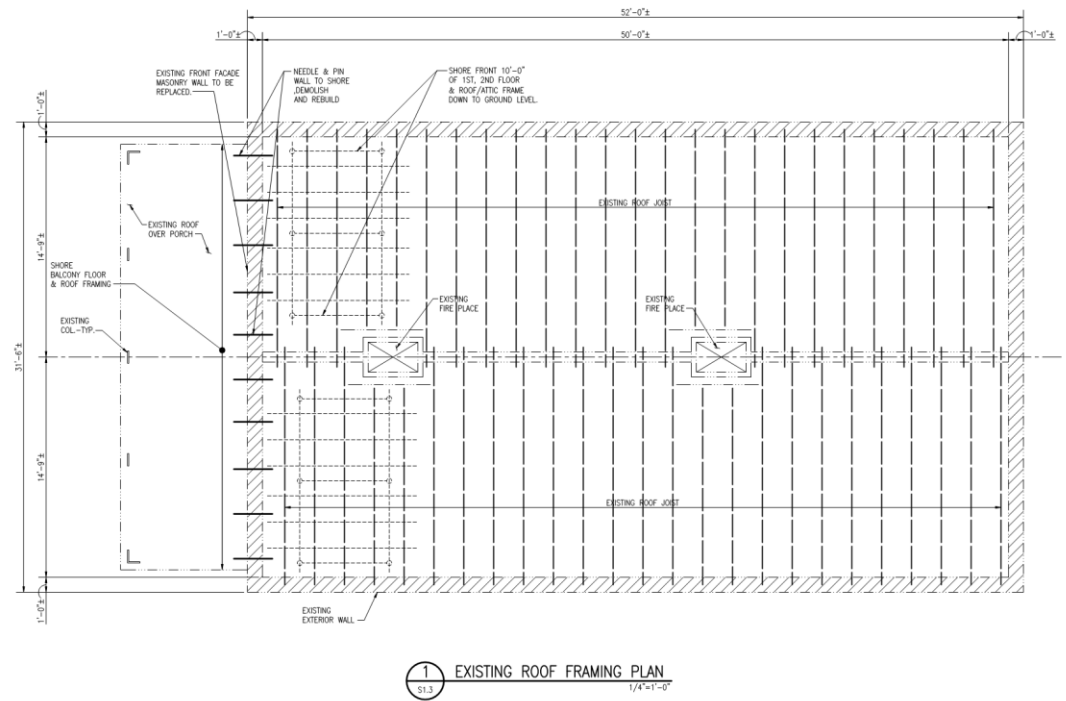 52'-0"±
1'-0"±
50'-0"±
1'-0"±
EXISTING FRONT FACADE
MASONRY WALL TO BE
REPLACED.
NEEDLE & PIN
WALL TO SHORE
,DEMOLISH
AND REBUILD
SHORE FRONT 10'-0"
OF 1ST, 2ND FLOOR
& ROOF/ATTIC FRAME
DOWN TO GROUND LEVEL.
1'-0"±
EXISTING ROOF JOIST
EXISTING ROOF
OVER PORCH
14'-9"±
SHORE
BALCONY FLOOR
& ROOF FRAMING
EXISTING
FIRE PLACE
EXISTING
FIRE PLACE
EXISTING
COL.-TYP.
31'-6"±
14'-9"±
EXISTING ROOF JOIST
1'-0"±
EXISTING
EXTERIOR WALL
1
S1.3
EXISTING ROOF FRAMING PLAN
1/4"=1'-0"